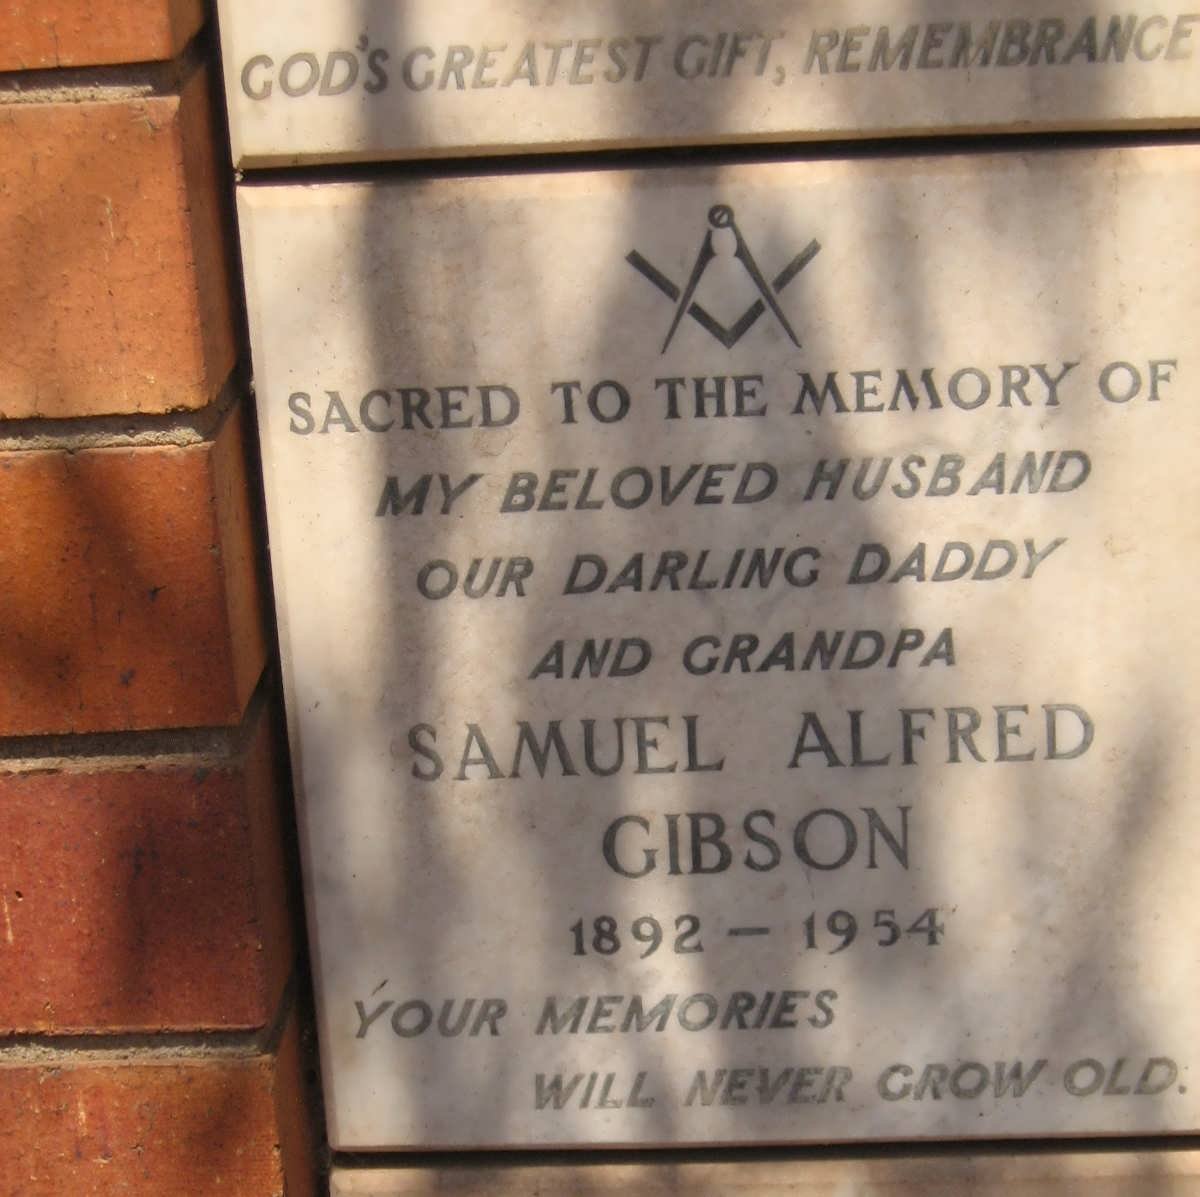 GOD'S GREATEST GIFT, REMEMBRANCE
SACRED TO THE MEMORY OF
MY BELOVED HUSBAND
OUR DARLING DADDY
AND GRANDPA
SAMUEL ALFRED
GIBSON
1892 — 1954
YOUR MEMORIES
WILL NEVER GROW OLD.